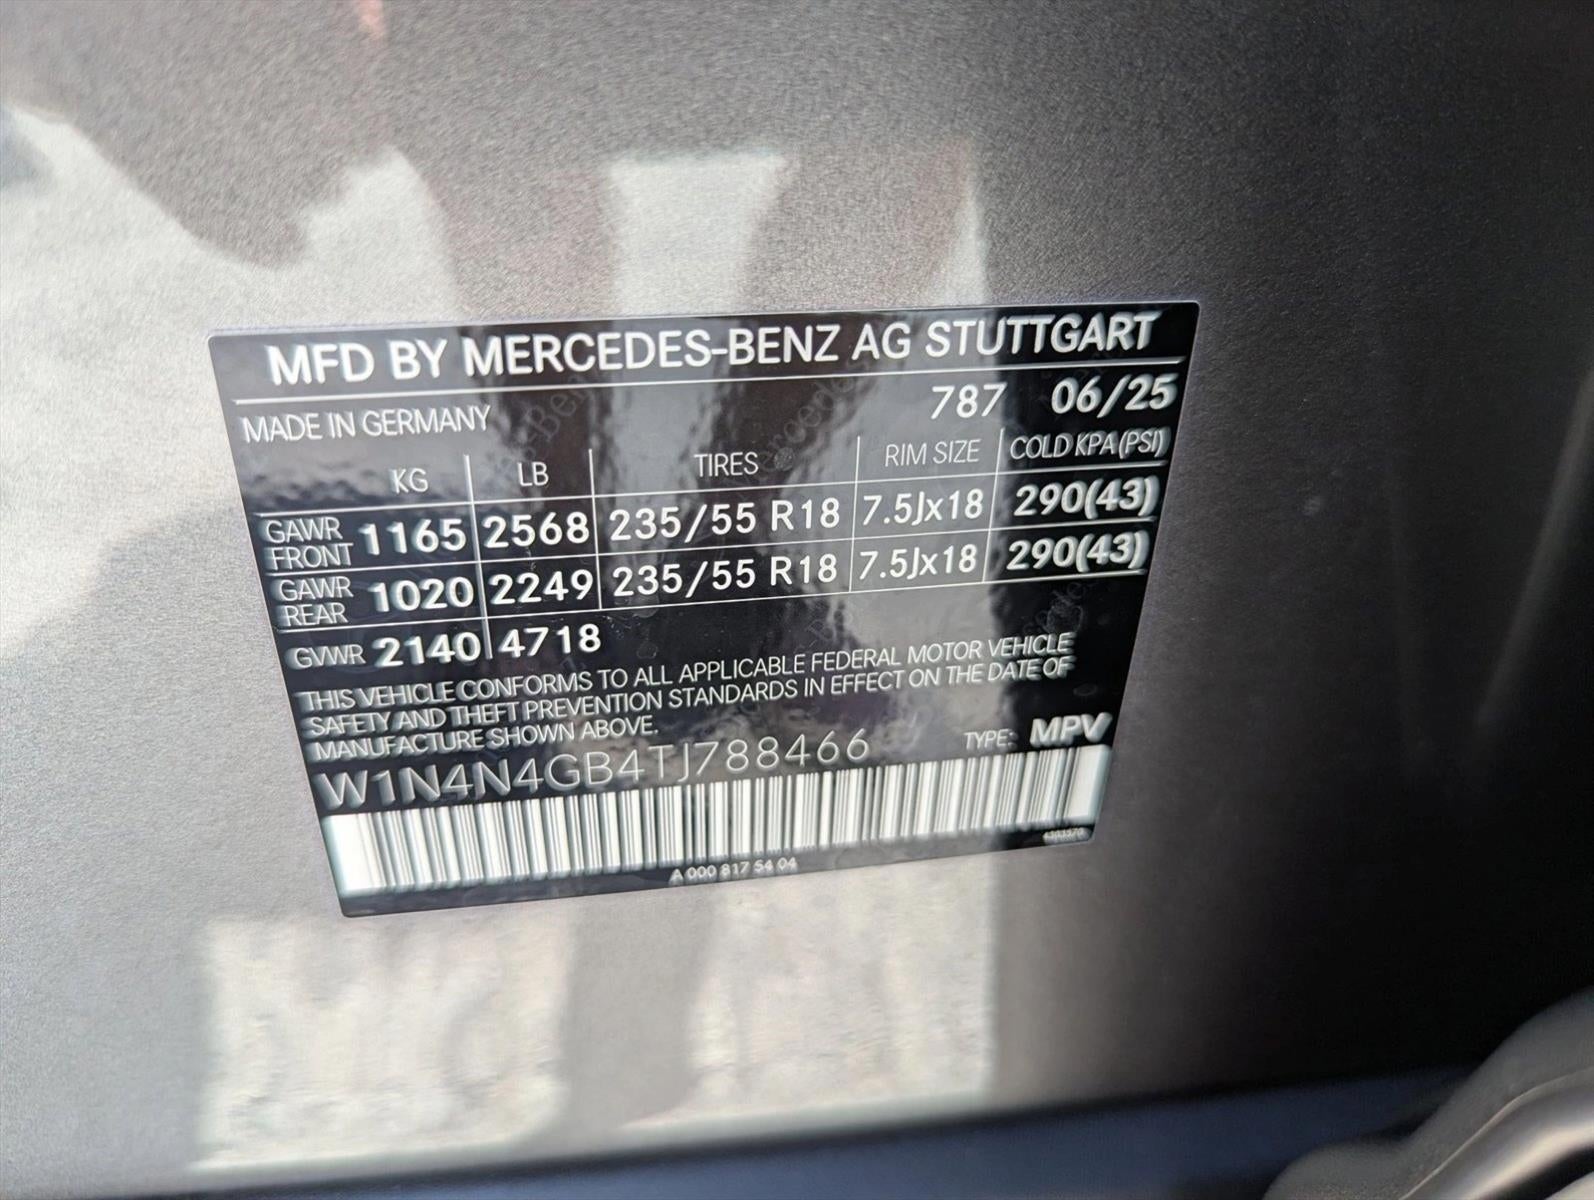 MFD BY MERCEDES-BENZ AG STUTTGART
MADE IN GERMANY 787 06/25
KG LB TIRES RIM SIZE COLD KPA(PSI)
GAWR FRONT 1165 2568 235/55 R18 7.5Jx18 290(43)
GAWR REAR 1020 2249 235/55 R18 7.5Jx18 290(43)
GVWR 2140 4718
THIS VEHICLE CONFORMS TO ALL APPLICABLE FEDERAL MOTOR VEHICLE
SAFETY AND THEFT PREVENTION STANDARDS IN EFFECT ON THE DATE OF
MANUFACTURE SHOWN ABOVE.
W1N4N4GB4TJ788466 TYPE: MPV
A 000 817 54 04